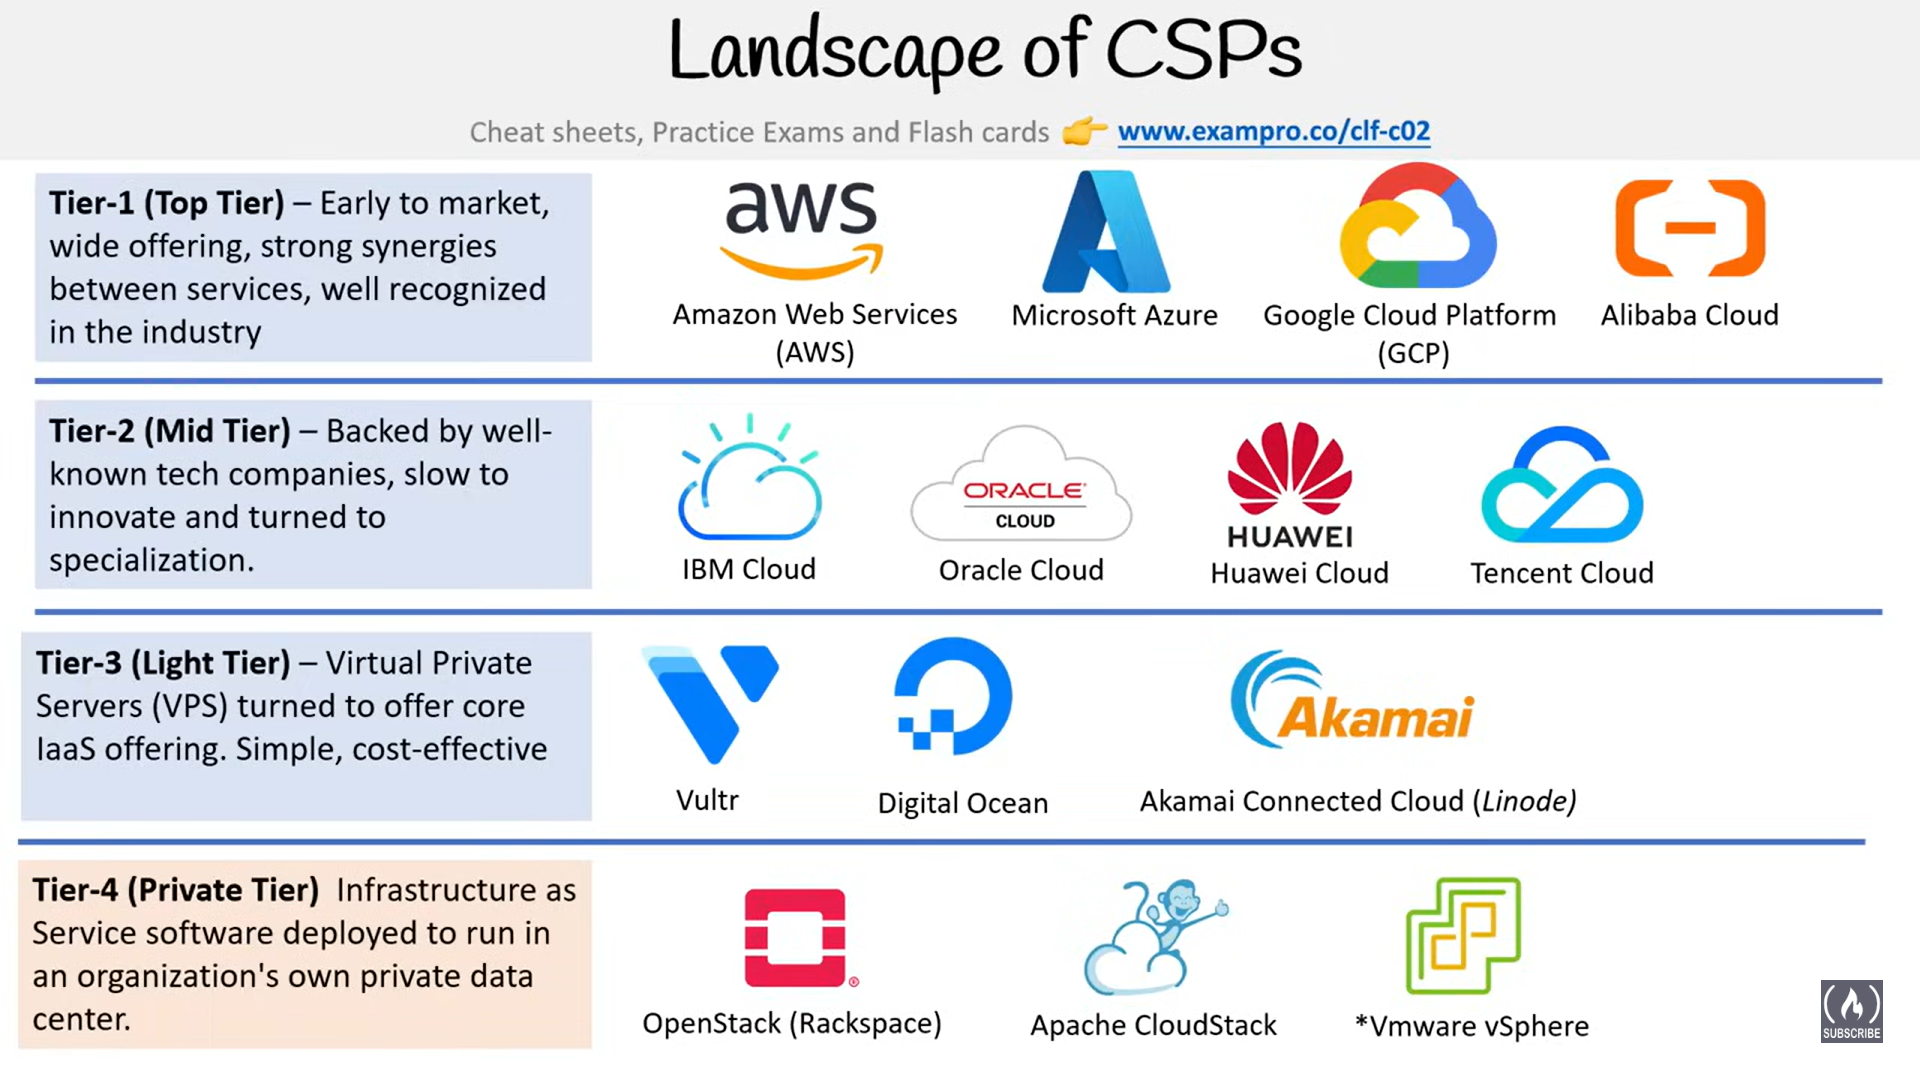 Landscape of CSPs
Cheat sheets, Practice Exams and Flash cards 👉 www.exampro.co/clf-c02
Tier-1 (Top Tier) – Early to market,
wide offering, strong synergies
between services, well recognized
in the industry
aws
Amazon Web Services
(AWS)
Microsoft Azure
Google Cloud Platform
(GCP)
Alibaba Cloud
Tier-2 (Mid Tier) – Backed by well-
known tech companies, slow to
innovate and turned to
specialization.
IBM Cloud
ORACLE
CLOUD
Oracle Cloud
HUAWEI
Huawei Cloud
Tencent Cloud
Tier-3 (Light Tier) – Virtual Private
Servers (VPS) turned to offer core
IaaS offering. Simple, cost-effective
Vultr
Digital Ocean
Akamai
Akamai Connected Cloud (Linode)
Tier-4 (Private Tier) Infrastructure as
Service software deployed to run in
an organization's own private data
center.
OpenStack (Rackspace)
Apache CloudStack
*Vmware vSphere
SUBSCRIBE